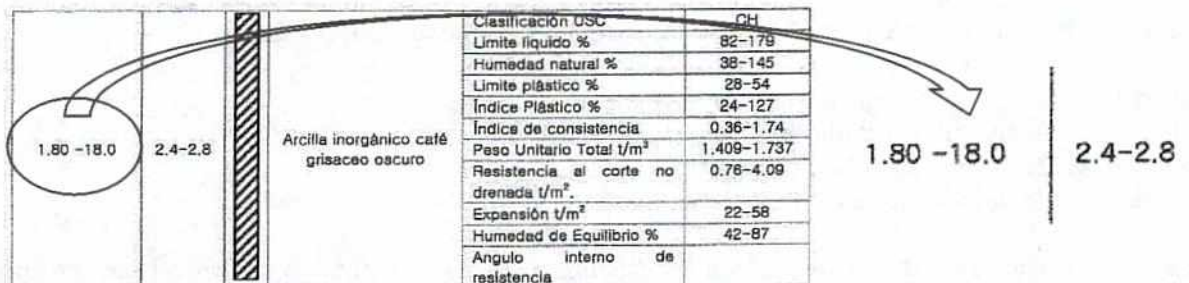 Clasificación USC CH
Limite liquido % 82-179
Humedad natural % 38-145
Limite plástico % 28-54
Índice Plástico % 24-127
Índice de consistencia 0.36-1.74
Peso Unitario Total t/m³ 1.409-1.737
Resistencia al corte no 0.76-4.09
drenada t/m².
Expansión t/m² 22-58
Humedad de Equilibrio % 42-87
Angulo interno de
resistencia
1.80 -18.0
2.4-2.8
Arcilla inorgánico café
grisaceo oscuro
1.80 -18.0
2.4-2.8